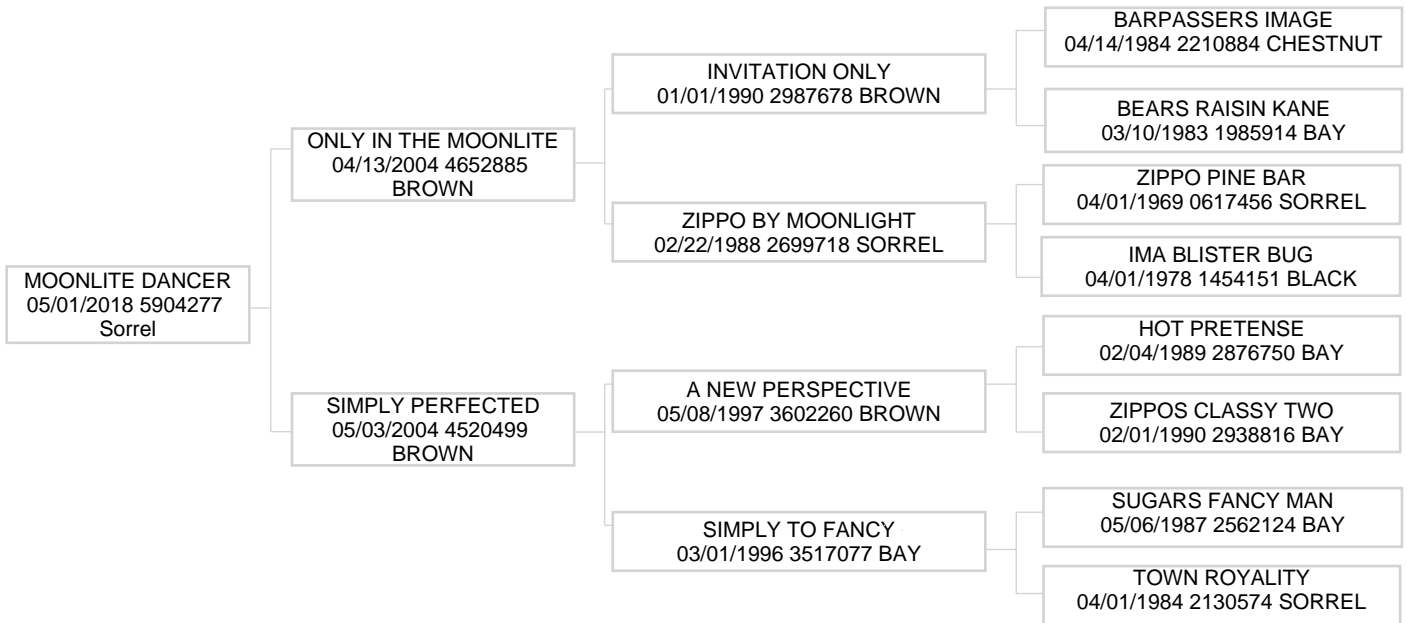 BARPASSERS IMAGE
04/14/1984 2210884 CHESTNUT
INVITATION ONLY
01/01/1990 2987678 BROWN
BEARS RAISIN KANE
03/10/1983 1985914 BAY
ONLY IN THE MOONLITE
04/13/2004 4652885
BROWN
ZIPPO PINE BAR
04/01/1969 0617456 SORREL
ZIPPO BY MOONLIGHT
02/22/1988 2699718 SORREL
IMA BLISTER BUG
04/01/1978 1454151 BLACK
MOONLITE DANCER
05/01/2018 5904277
Sorrel
HOT PRETENSE
02/04/1989 2876750 BAY
A NEW PERSPECTIVE
05/08/1997 3602260 BROWN
ZIPPOS CLASSY TWO
02/01/1990 2938816 BAY
SIMPLY PERFECTED
05/03/2004 4520499
BROWN
SUGARS FANCY MAN
05/06/1987 2562124 BAY
SIMPLY TO FANCY
03/01/1996 3517077 BAY
TOWN ROYALITY
04/01/1984 2130574 SORREL